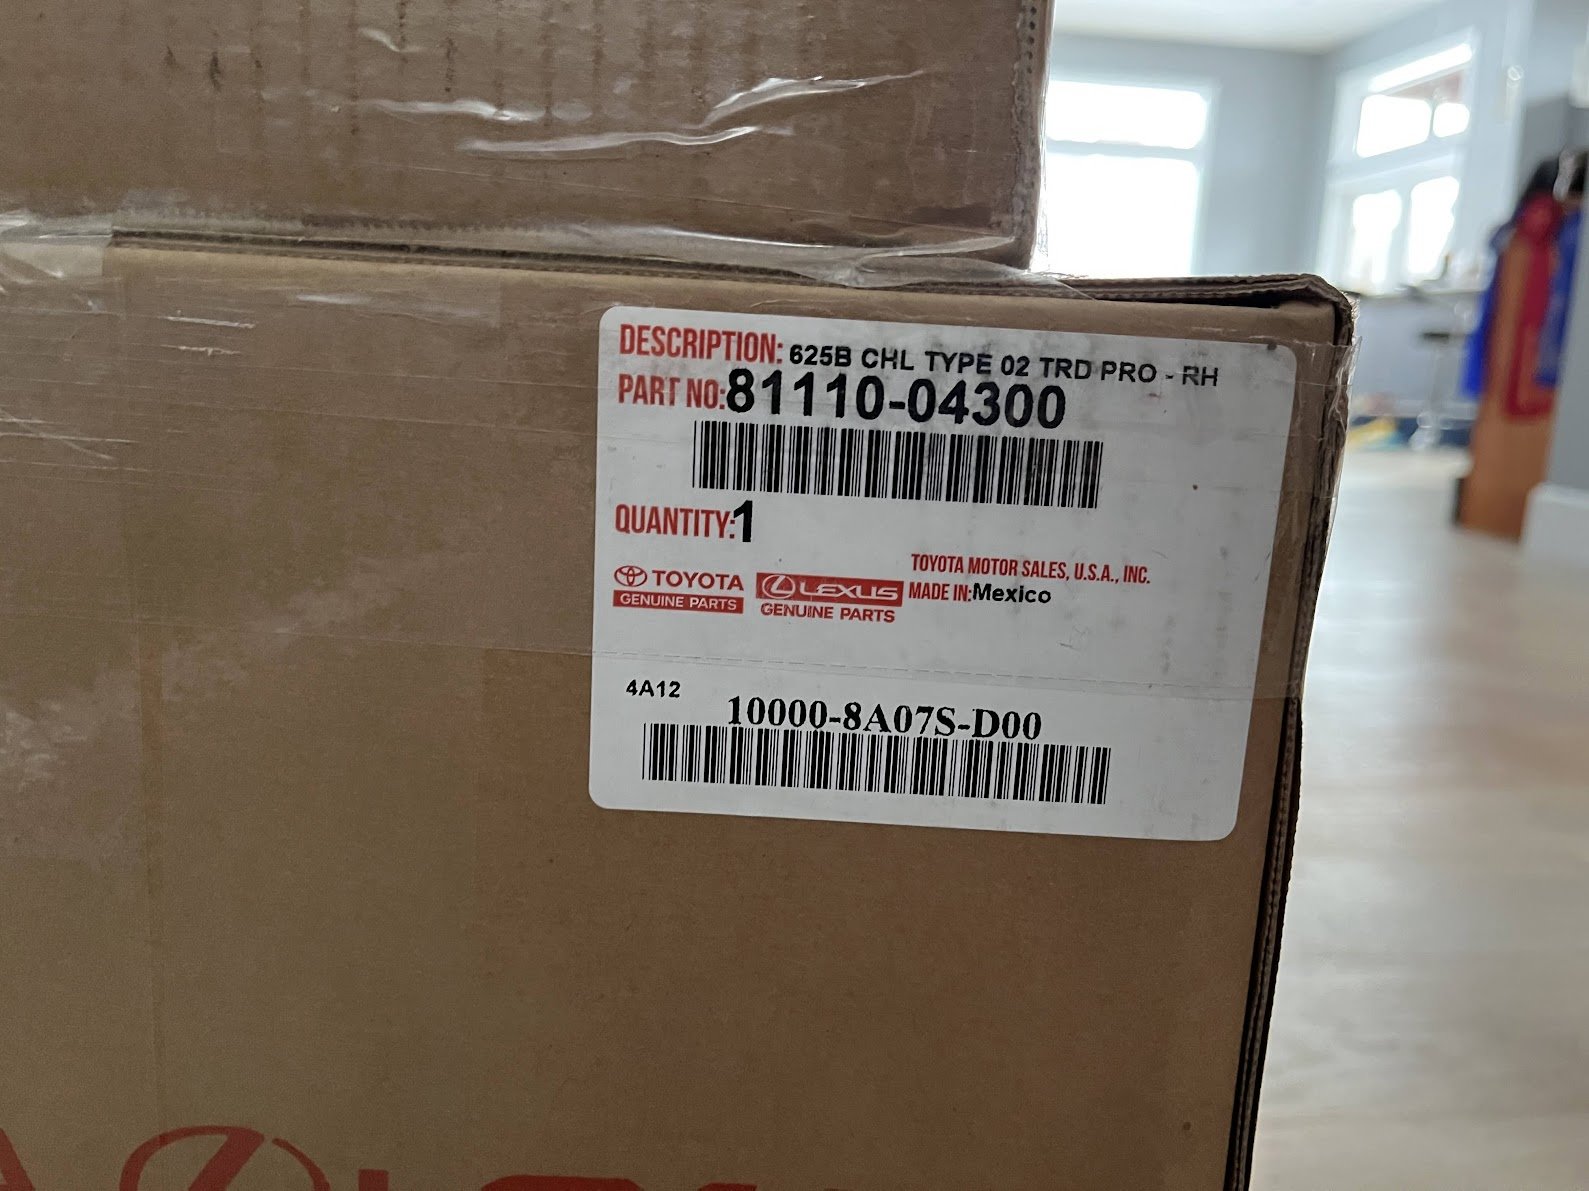 DESCRIPTION: 625B CHL TYPE 02 TRD PRO - RH
PART NO: 81110-04300
QUANTITY: 1
TOYOTA MOTOR SALES, U.S.A., INC.
MADE IN: Mexico
TOYOTA
GENUINE PARTS
LEXUS
GENUINE PARTS
4A12
10000-8A07S-D00